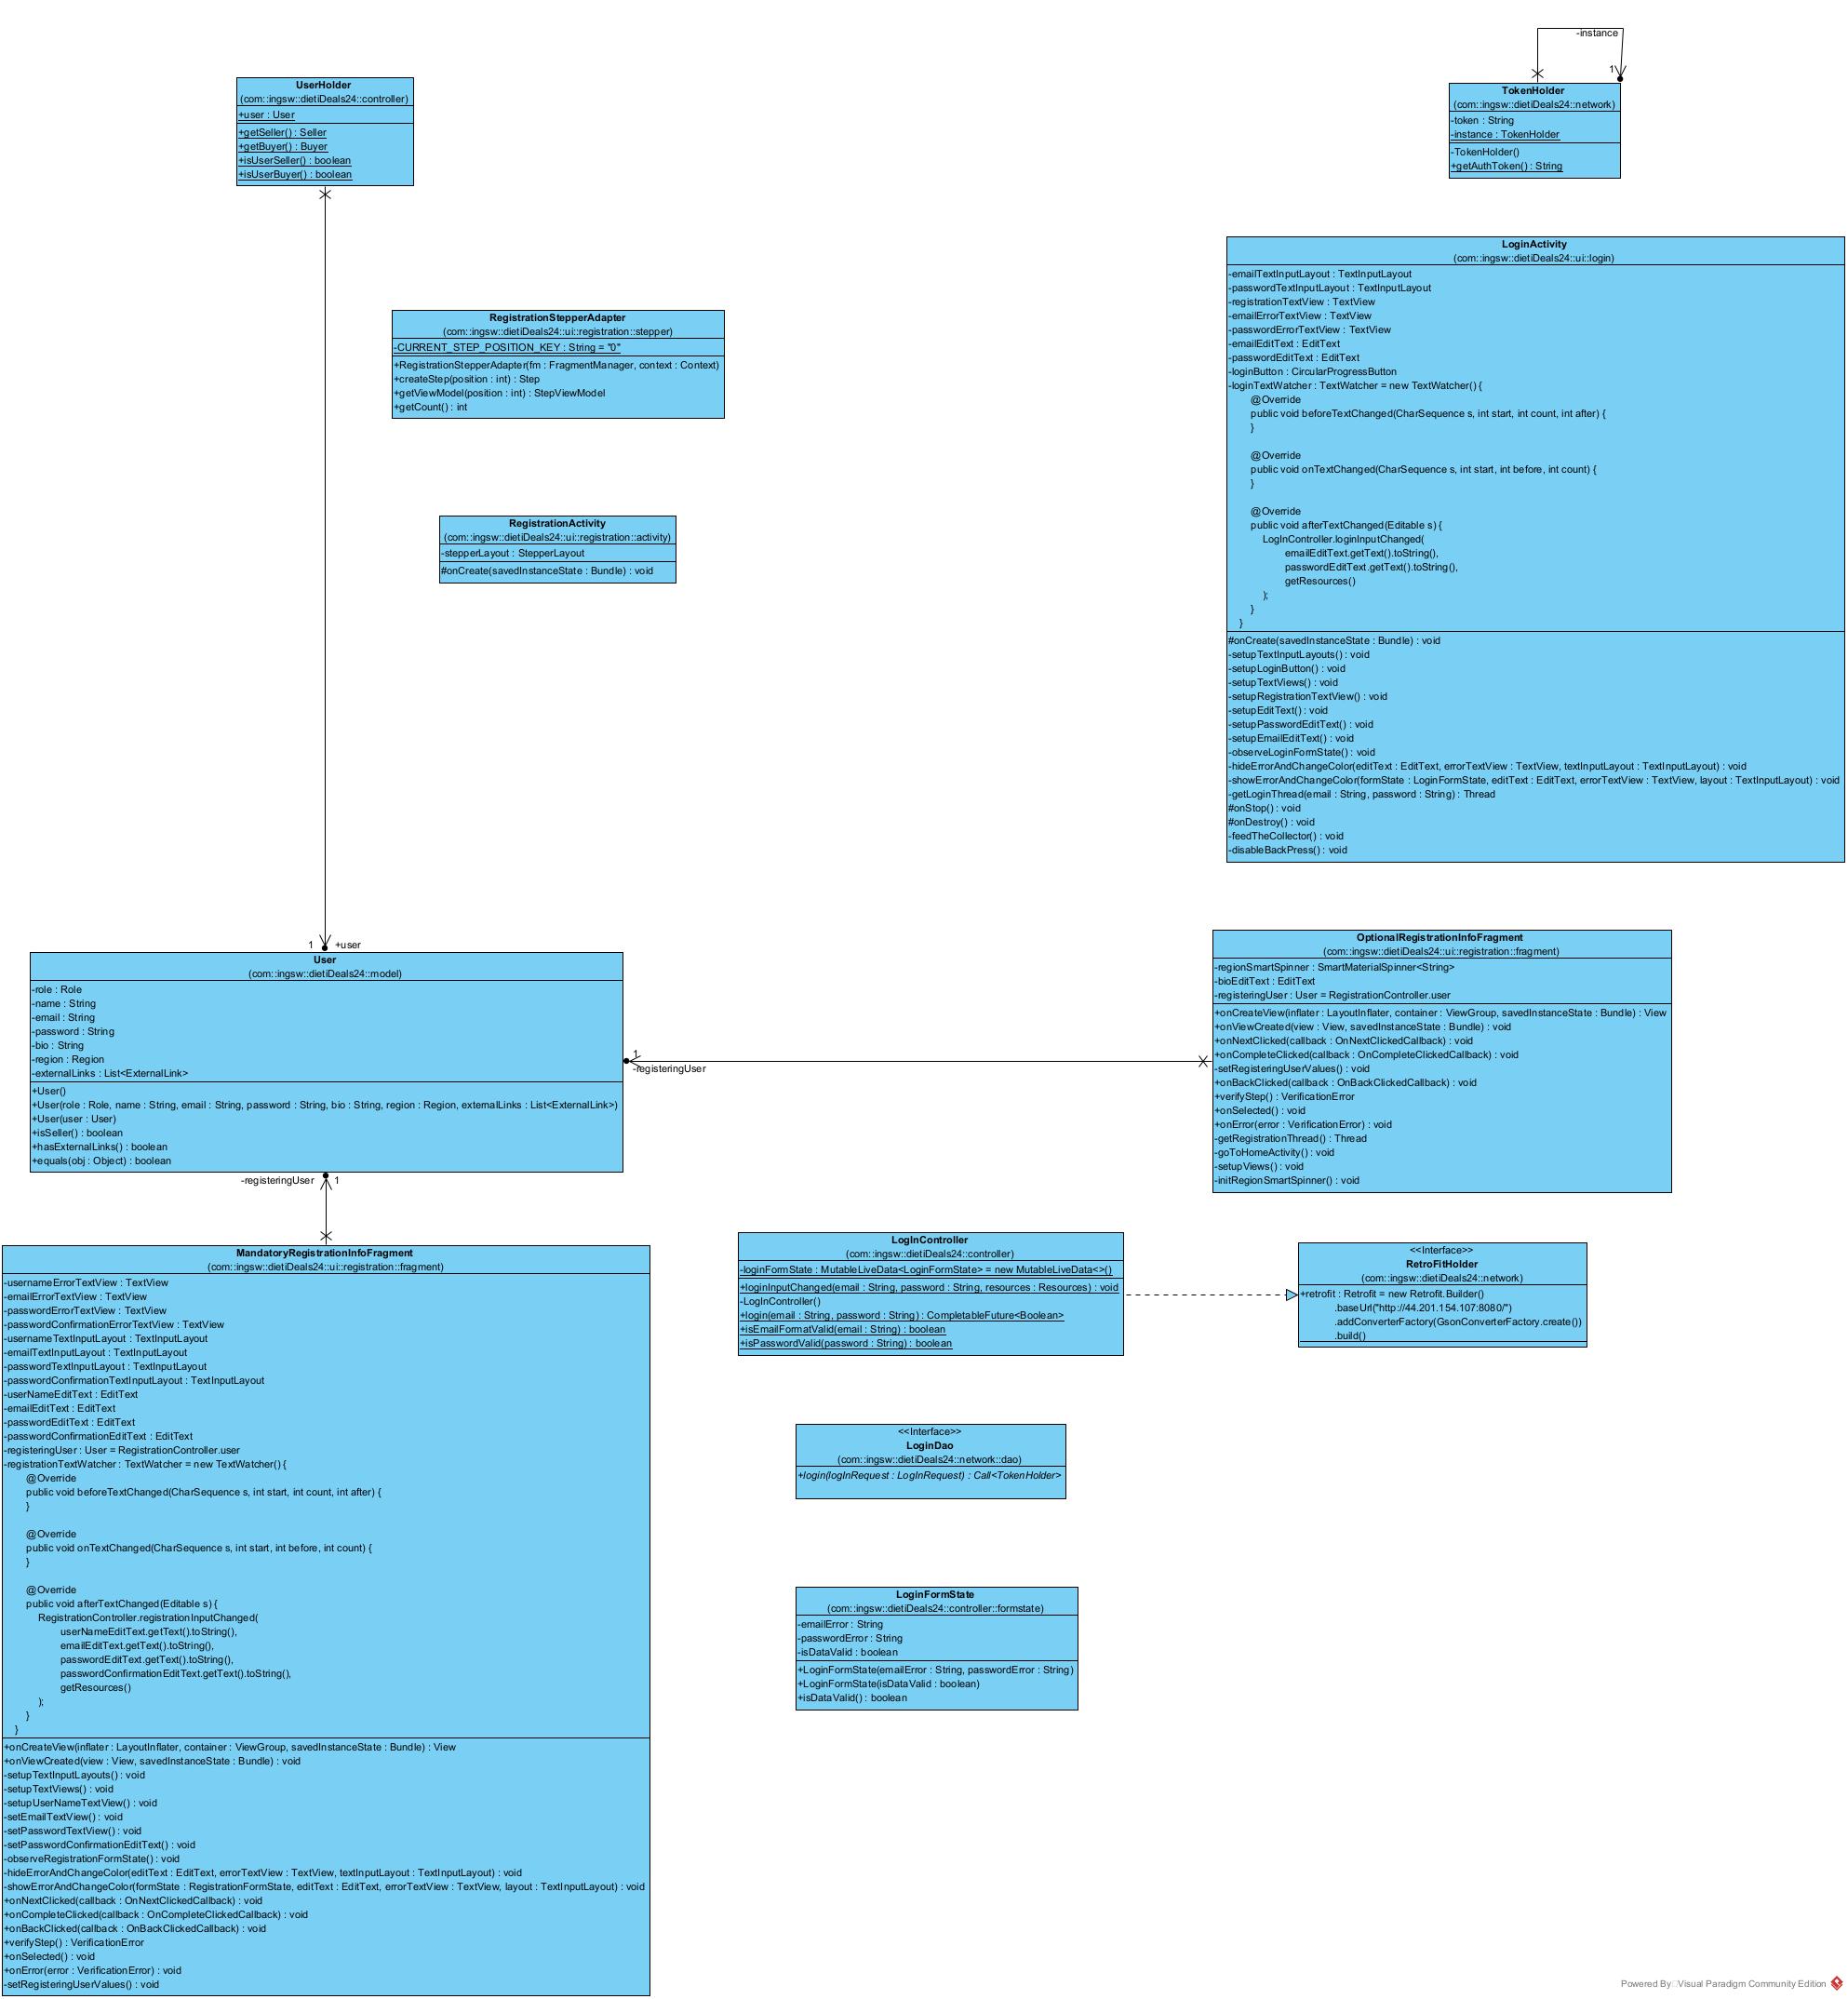 -instance
1
TokenHolder
(com::ingsw::dietiDeals24::network)
-token : String
-instance : TokenHolder
-TokenHolder()
+getAuthToken() : String
UserHolder
(com::ingsw::dietiDeals24::controller)
+user : User
+getSeller() : Seller
+getBuyer() : Buyer
+isUserSeller() : boolean
+isUserBuyer() : boolean
RegistrationStepperAdapter
(com::ingsw::dietiDeals24::ui::registration::stepper)
-CURRENT_STEP_POSITION_KEY : String = "0"
+RegistrationStepperAdapter(fm : FragmentManager, context : Context)
+createStep(position : int) : Step
+getViewModel(position : int) : StepViewModel
+getCount() : int
RegistrationActivity
(com::ingsw::dietiDeals24::ui::registration::activity)
-stepperLayout : StepperLayout
#onCreate(savedInstanceState : Bundle) : void
LoginActivity
(com::ingsw::dietiDeals24::ui::login)
-emailTextInputLayout : TextInputLayout
-passwordTextInputLayout : TextInputLayout
-registrationTextView : TextView
-emailErrorTextView : TextView
-passwordErrorTextView : TextView
-emailEditText : EditText
-passwordEditText : EditText
-loginButton : CircularProgressButton
-loginTextWatcher : TextWatcher = new TextWatcher() {
@Override
public void beforeTextChanged(CharSequence s, int start, int count, int after) {
}
@Override
public void onTextChanged(CharSequence s, int start, int before, int count) {
}
@Override
public void afterTextChanged(Editable s) {
LogInController.loginInputChanged(
emailEditText.getText().toString(),
passwordEditText.getText().toString(),
getResources()
);
}
}
#onCreate(savedInstanceState : Bundle) : void
-setupTextInputLayouts() : void
-setupLoginButton() : void
-setupTextViews() : void
-setupRegistrationTextView() : void
-setupEditText() : void
-setupPasswordEditText() : void
-setupEmailEditText() : void
-observeLoginFormState() : void
-hideErrorAndChangeColor(editText : EditText, errorTextView : TextView, textInputLayout : TextInputLayout) : void
-showErrorAndChangeColor(formState : LoginFormState, editText : EditText, errorTextView : TextView, layout : TextInputLayout) : void
-getLoginThread(email : String, password : String) : Thread
#onStop() : void
#onDestroy() : void
-feedTheCollector() : void
-disableBackPress() : void
1 +user
User
(com::ingsw::dietiDeals24::model)
-role : Role
-name : String
-email : String
-password : String
-bio : String
-region : Region
-externalLinks : List<ExternalLink>
+User()
+User(role : Role, name : String, email : String, password : String, bio : String, region : Region, externalLinks : List<ExternalLink>)
+User(user : User)
+isSeller() : boolean
+hasExternalLinks() : boolean
+equals(obj : Object) : boolean
1
-registeringUser
OptionalRegistrationInfoFragment
(com::ingsw::dietiDeals24::ui::registration::fragment)
-regionSmartSpinner : SmartMaterialSpinner<String>
-bioEditText : EditText
-registeringUser : User = RegistrationController.user
+onCreateView(inflater : LayoutInflater, container : ViewGroup, savedInstanceState : Bundle) : View
+onViewCreated(view : View, savedInstanceState : Bundle) : void
+onNextClicked(callback : OnNextClickedCallback) : void
+onCompleteClicked(callback : OnCompleteClickedCallback) : void
-setRegisteringUserValues() : void
+onBackClicked(callback : OnBackClickedCallback) : void
+verifyStep() : VerificationError
+onSelected() : void
+onError(error : VerificationError) : void
-getRegistrationThread() : Thread
-goToHomeActivity() : void
-setupViews() : void
-initRegionSmartSpinner() : void
-registeringUser 1
MandatoryRegistrationInfoFragment
(com::ingsw::dietiDeals24::ui::registration::fragment)
-usernameErrorTextView : TextView
-emailErrorTextView : TextView
-passwordErrorTextView : TextView
-passwordConfirmationErrorTextView : TextView
-usernameTextInputLayout : TextInputLayout
-emailTextInputLayout : TextInputLayout
-passwordTextInputLayout : TextInputLayout
-passwordConfirmationTextInputLayout : TextInputLayout
-userNameEditText : EditText
-emailEditText : EditText
-passwordEditText : EditText
-passwordConfirmationEditText : EditText
-registeringUser : User = RegistrationController.user
-registrationTextWatcher : TextWatcher = new TextWatcher() {
@Override
public void beforeTextChanged(CharSequence s, int start, int count, int after) {
}
@Override
public void onTextChanged(CharSequence s, int start, int before, int count) {
}
@Override
public void afterTextChanged(Editable s) {
RegistrationController.registrationInputChanged(
userNameEditText.getText().toString(),
emailEditText.getText().toString(),
passwordEditText.getText().toString(),
passwordConfirmationEditText.getText().toString(),
getResources()
);
}
}
+onCreateView(inflater : LayoutInflater, container : ViewGroup, savedInstanceState : Bundle) : View
+onViewCreated(view : View, savedInstanceState : Bundle) : void
-setupTextInputLayouts() : void
-setupTextViews() : void
-setupUserNameTextView() : void
-setEmailTextView() : void
-setPasswordTextView() : void
-setPasswordConfirmationEditText() : void
-observeRegistrationFormState() : void
-hideErrorAndChangeColor(editText : EditText, errorTextView : TextView, textInputLayout : TextInputLayout) : void
-showErrorAndChangeColor(formState : RegistrationFormState, editText : EditText, errorTextView : TextView, layout : TextInputLayout) : void
+onNextClicked(callback : OnNextClickedCallback) : void
+onCompleteClicked(callback : OnCompleteClickedCallback) : void
+onBackClicked(callback : OnBackClickedCallback) : void
+verifyStep() : VerificationError
+onSelected() : void
+onError(error : VerificationError) : void
-setRegisteringUserValues() : void
LogInController
(com::ingsw::dietiDeals24::controller)
-loginFormState : MutableLiveData<LoginFormState> = new MutableLiveData<>()
+loginInputChanged(email : String, password : String, resources : Resources) : void
-LogInController()
+login(email : String, password : String) : CompletableFuture<Boolean>
+isEmailFormatValid(email : String) : boolean
+isPasswordValid(password : String) : boolean
<<Interface>>
RetroFitHolder
(com::ingsw::dietiDeals24::network)
+retrofit : Retrofit = new Retrofit.Builder()
.baseUrl("http://44.201.154.107:8080/")
.addConverterFactory(GsonConverterFactory.create())
.build()
<<Interface>>
LoginDao
(com::ingsw::dietiDeals24::network::dao)
+login(logInRequest : LogInRequest) : Call<TokenHolder>
LoginFormState
(com::ingsw::dietiDeals24::controller::formstate)
-emailError : String
-passwordError : String
-isDataValid : boolean
+LoginFormState(emailError : String, passwordError : String)
+LoginFormState(isDataValid : boolean)
+isDataValid() : boolean
Powered By Visual Paradigm Community Edition